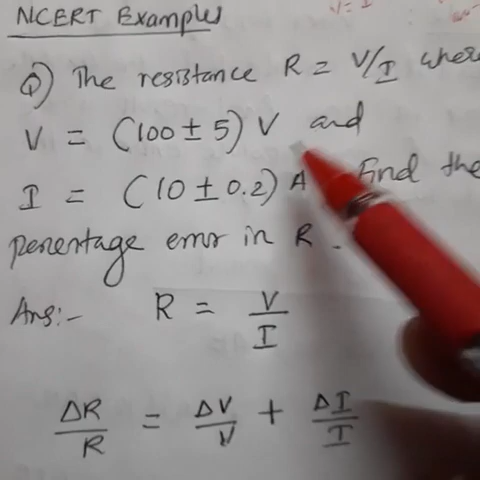 NCERT Examples
Q) The resistance R = V/I where
V = (100 ± 5) V and
I = (10 ± 0.2) A Find the
penentage error in R.
Ans:- R = V/I
ΔR/R = ΔV/V + ΔI/I